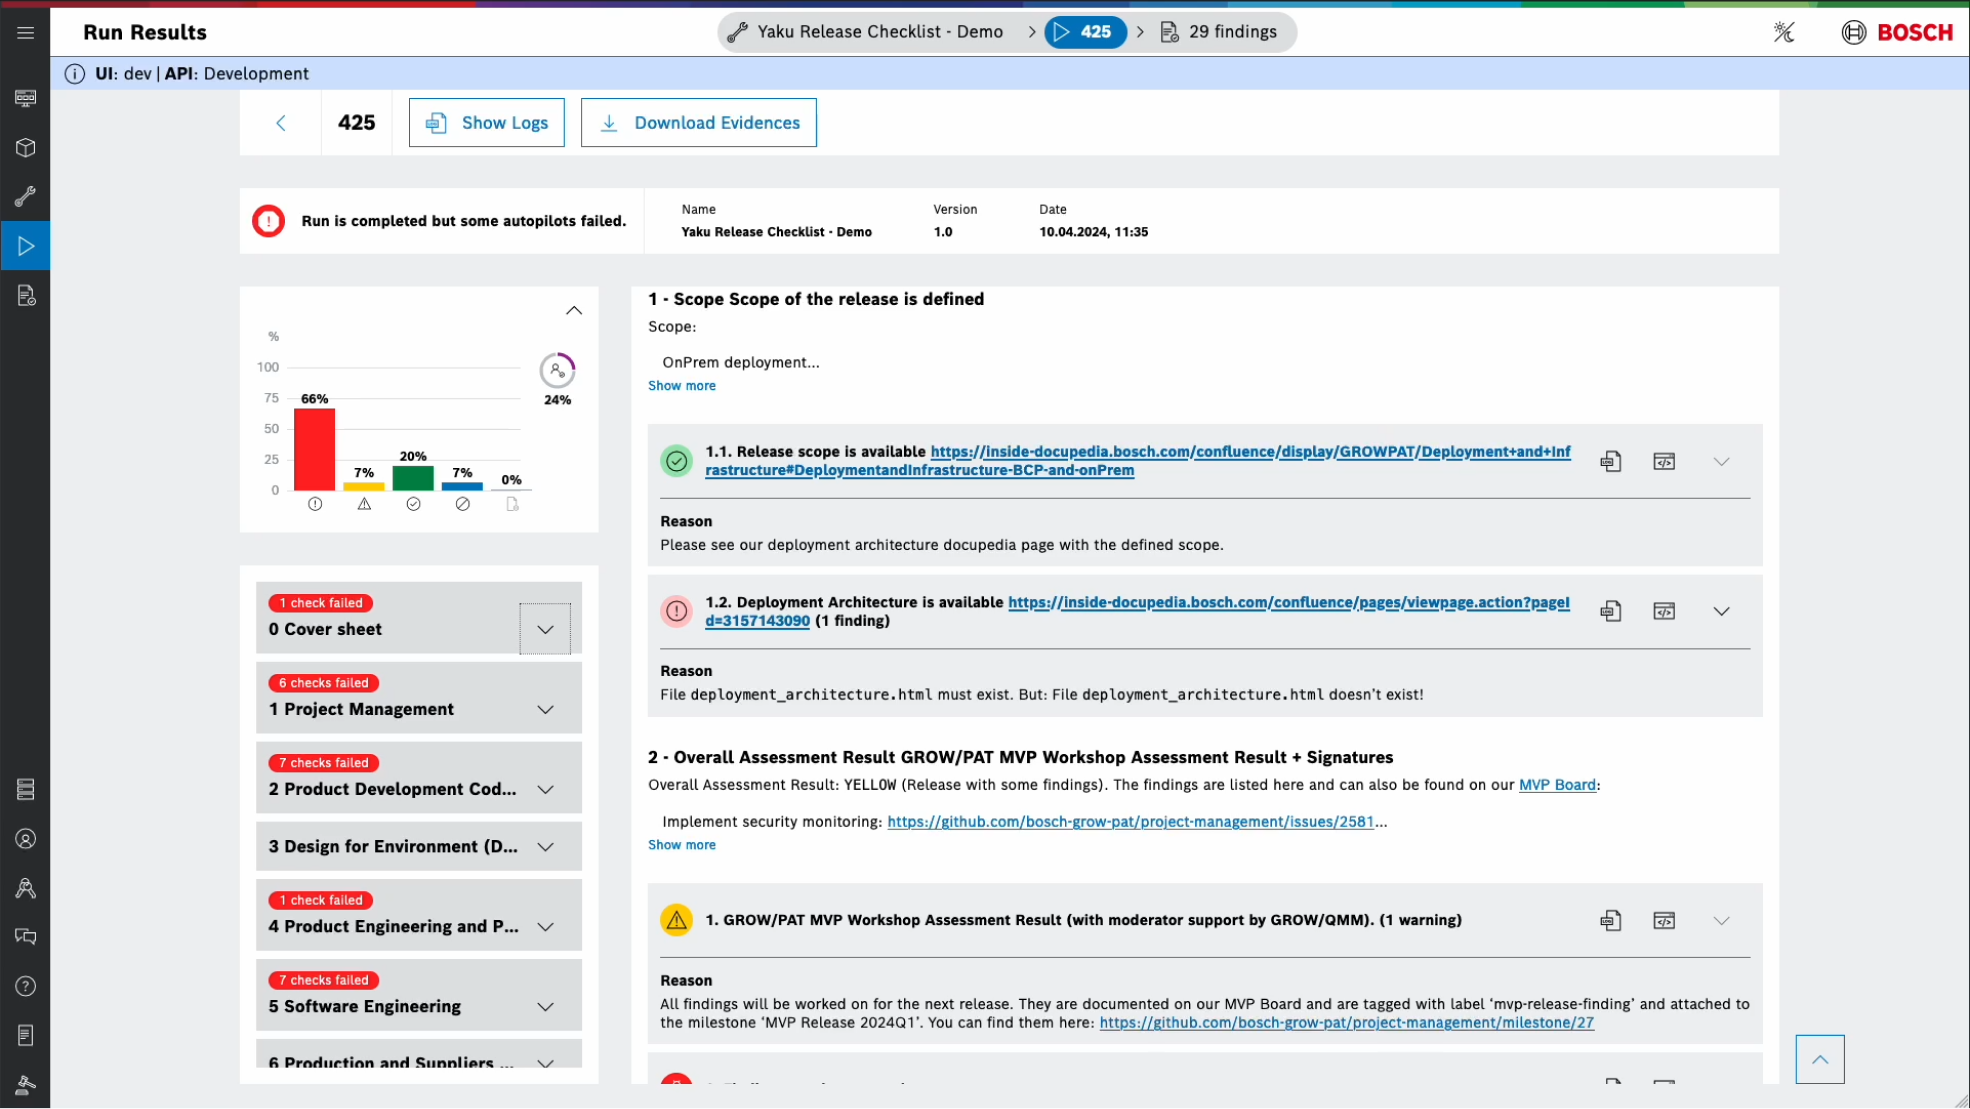 Run Results
Yaku Release Checklist - Demo
425
29 findings
BOSCH
UI: dev | API: Development
425
Show Logs
Download Evidences
Run is completed but some autopilots failed.
Name
Yaku Release Checklist - Demo
Version
1.0
Date
10.04.2024, 11:35
%
100
75
50
25
0
66%
7%
20%
7%
0%
24%
1 check failed
0 Cover sheet
6 checks failed
1 Project Management
7 checks failed
2 Product Development Cod...
3 Design for Environment (D...
1 check failed
4 Product Engineering and P...
7 checks failed
5 Software Engineering
6 Production and Suppliers ...
1 - Scope Scope of the release is defined
Scope:
OnPrem deployment...
Show more
1.1. Release scope is available https://inside-docupedia.bosch.com/confluence/display/GROWPAT/Deployment+and+Inf
rastructure#DeploymentandInfrastructure-BCP-and-onPrem
Reason
Please see our deployment architecture docupedia page with the defined scope.
1.2. Deployment Architecture is available https://inside-docupedia.bosch.com/confluence/pages/viewpage.action?pageI
d=3157143090 (1 finding)
Reason
File deployment_architecture.html must exist. But: File deployment_architecture.html doesn't exist!
2 - Overall Assessment Result GROW/PAT MVP Workshop Assessment Result + Signatures
Overall Assessment Result: YELLOW (Release with some findings). The findings are listed here and can also be found on our MVP Board:
Implement security monitoring: https://github.com/bosch-grow-pat/project-management/issues/2581...
Show more
1. GROW/PAT MVP Workshop Assessment Result (with moderator support by GROW/QMM). (1 warning)
Reason
All findings will be worked on for the next release. They are documented on our MVP Board and are tagged with label ‘mvp-release-finding’ and attached to
the milestone ‘MVP Release 2024Q1’. You can find them here: https://github.com/bosch-grow-pat/project-management/milestone/27